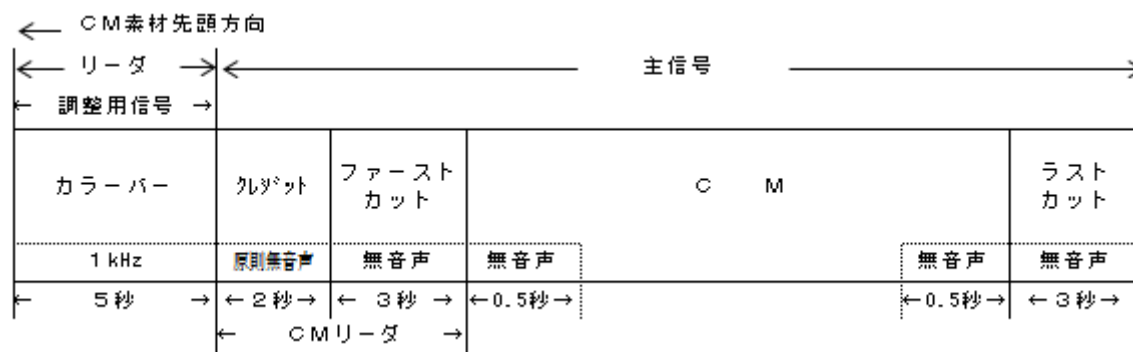 ← CM素材先頭方向
← リーダ → ← 主信号 →
← 調整用信号 →
カラーバー クレジット ファースト カット C M ラスト カット
1kHz 原則無音声 無音声 無音声 無音声 無音声
← 5秒 → ←2秒→ ← 3秒 → ←0.5秒→ ←0.5秒→ ←3秒→
← CMリーダ →